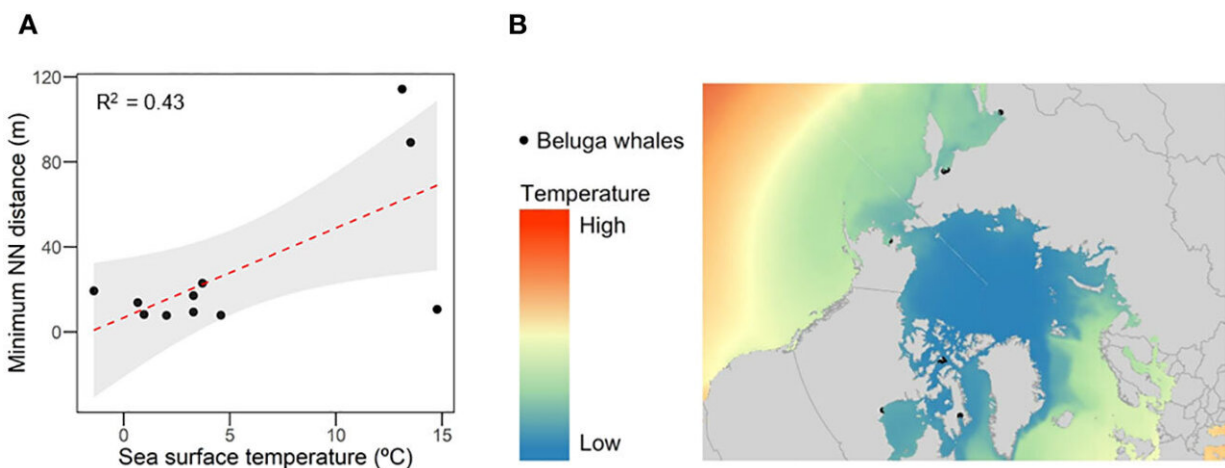 A
B
R² = 0.43
Minimum NN distance (m)
120
80
40
0
0
5
10
15
Sea surface temperature (ºC)
Beluga whales
Temperature
High
Low